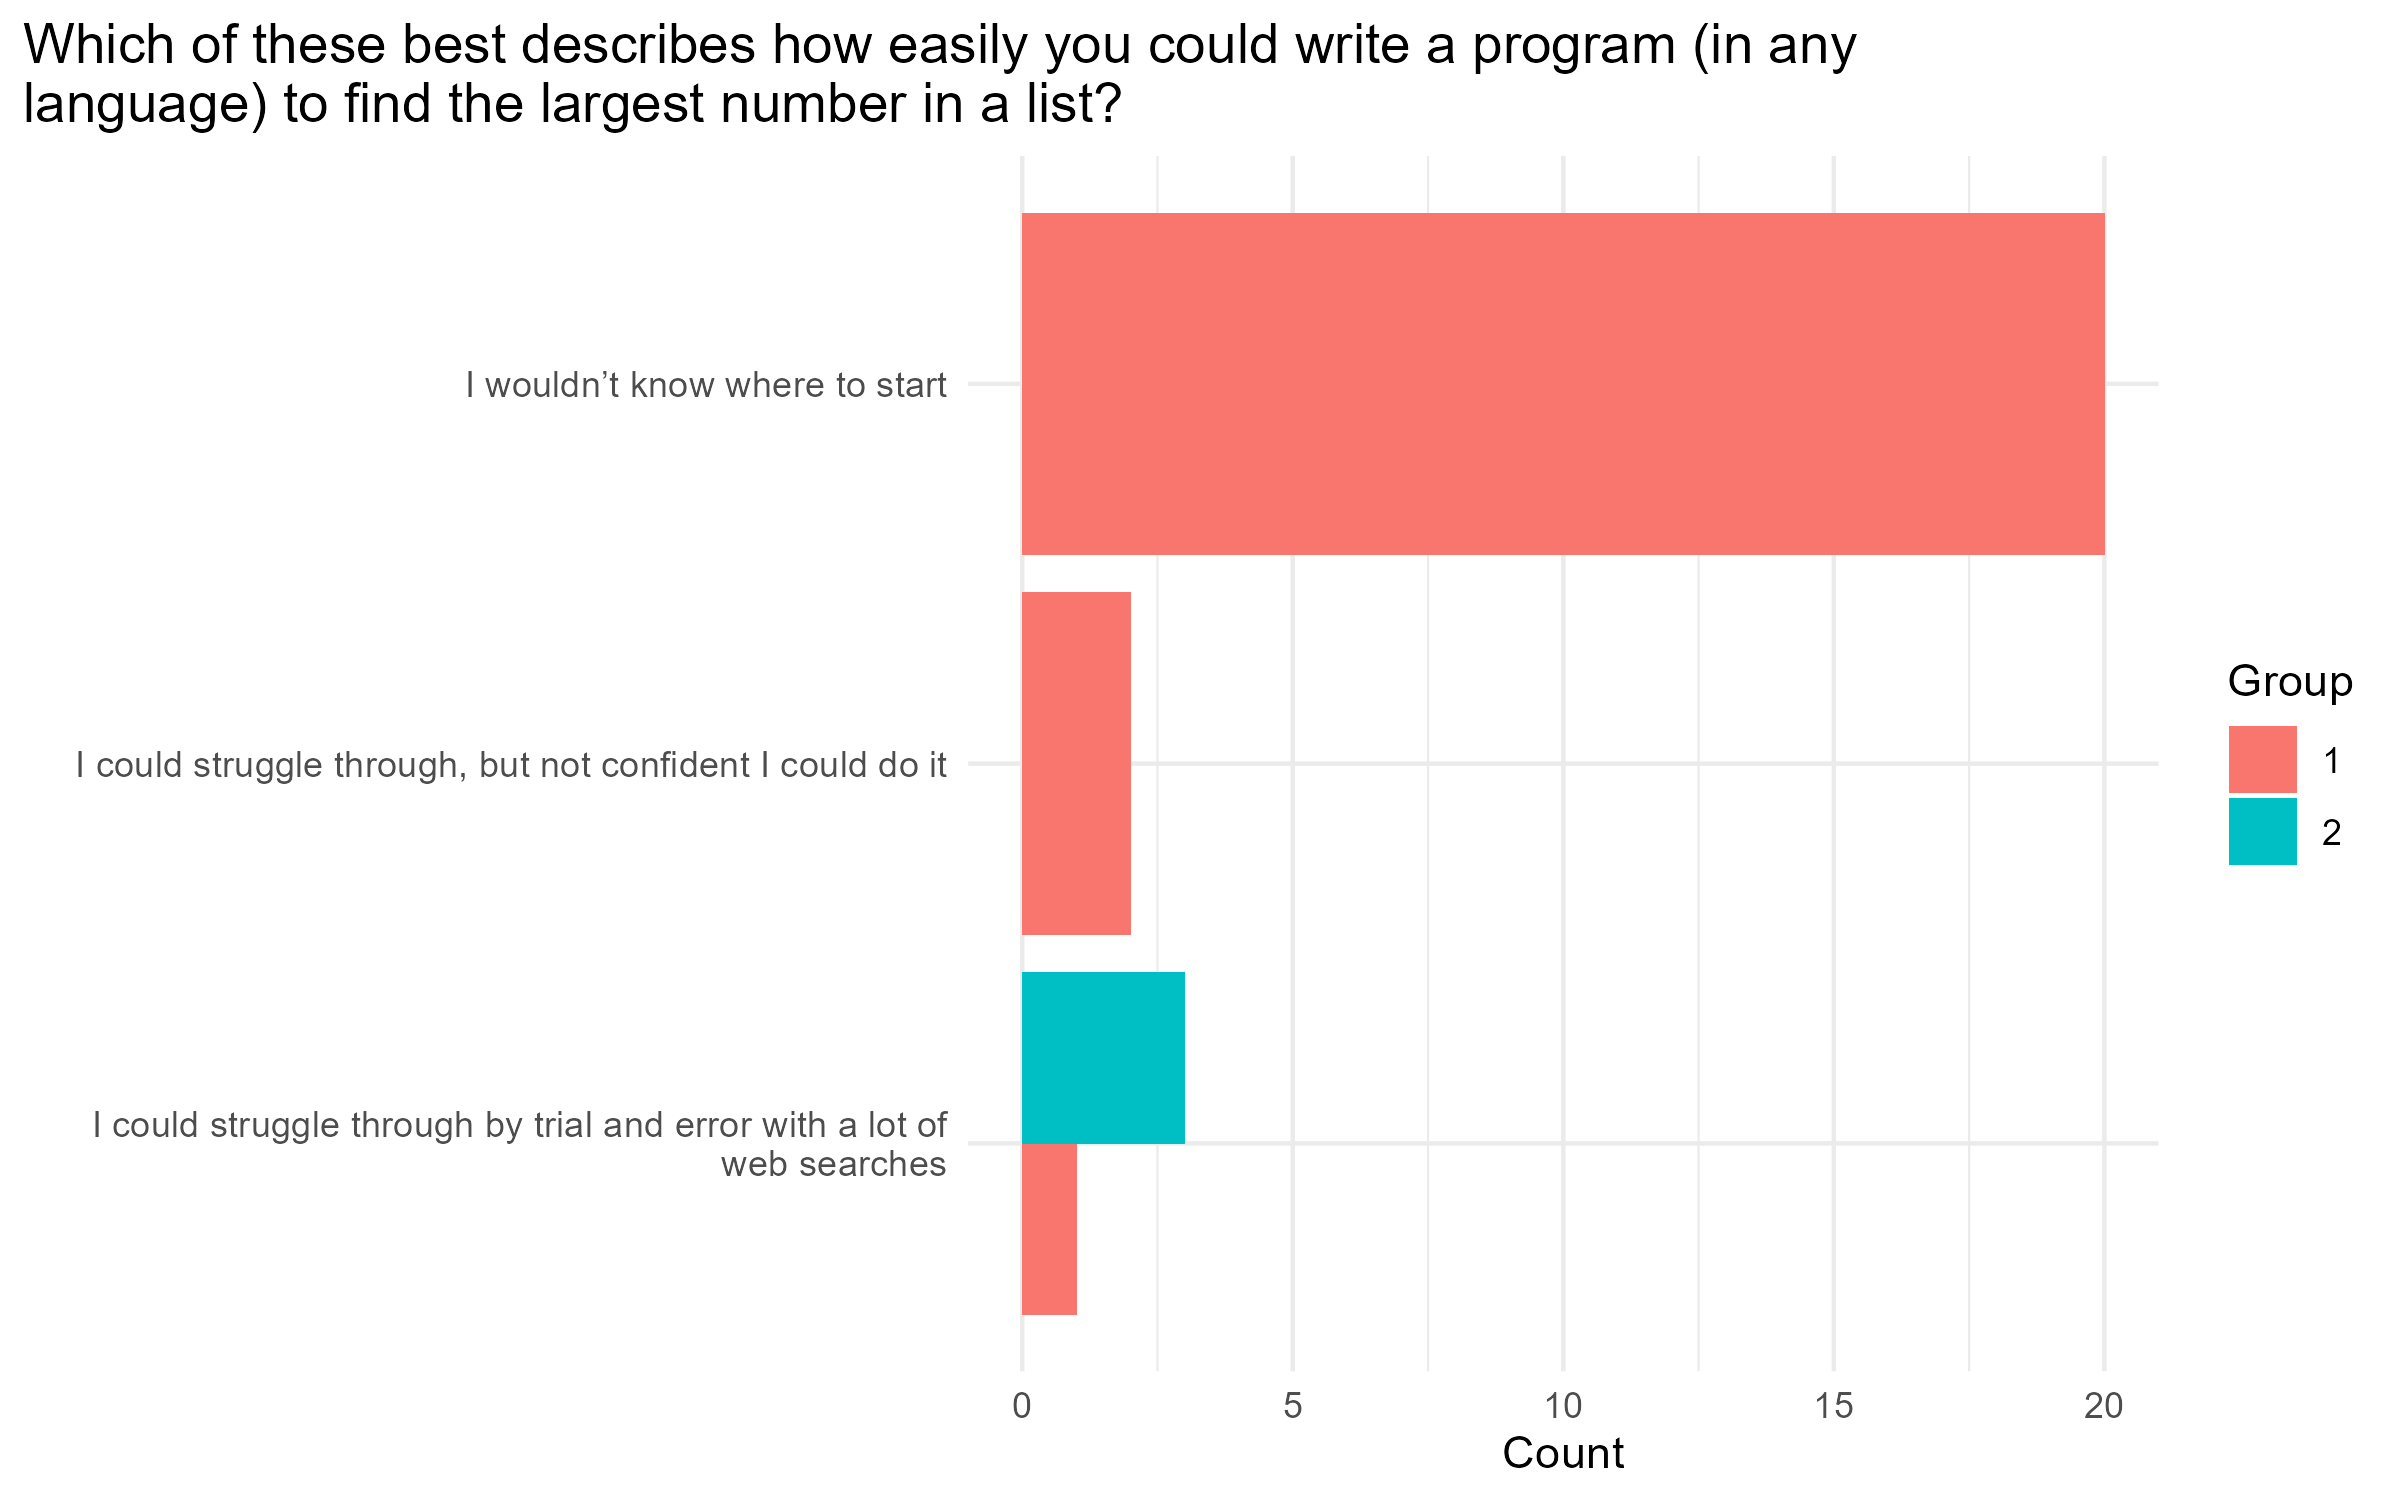 Which of these best describes how easily you could write a program (in any
language) to find the largest number in a list?
I wouldn’t know where to start
I could struggle through, but not confident I could do it
I could struggle through by trial and error with a lot of
web searches
0 5 10 15 20
Count
Group
1
2